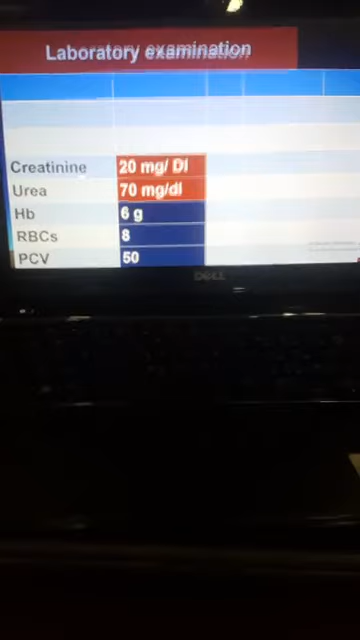 Laboratory examination
Creatinine 20 mg/ Dl
Urea 70 mg/dl
Hb 6 g
RBCs 8
PCV 50
DELL